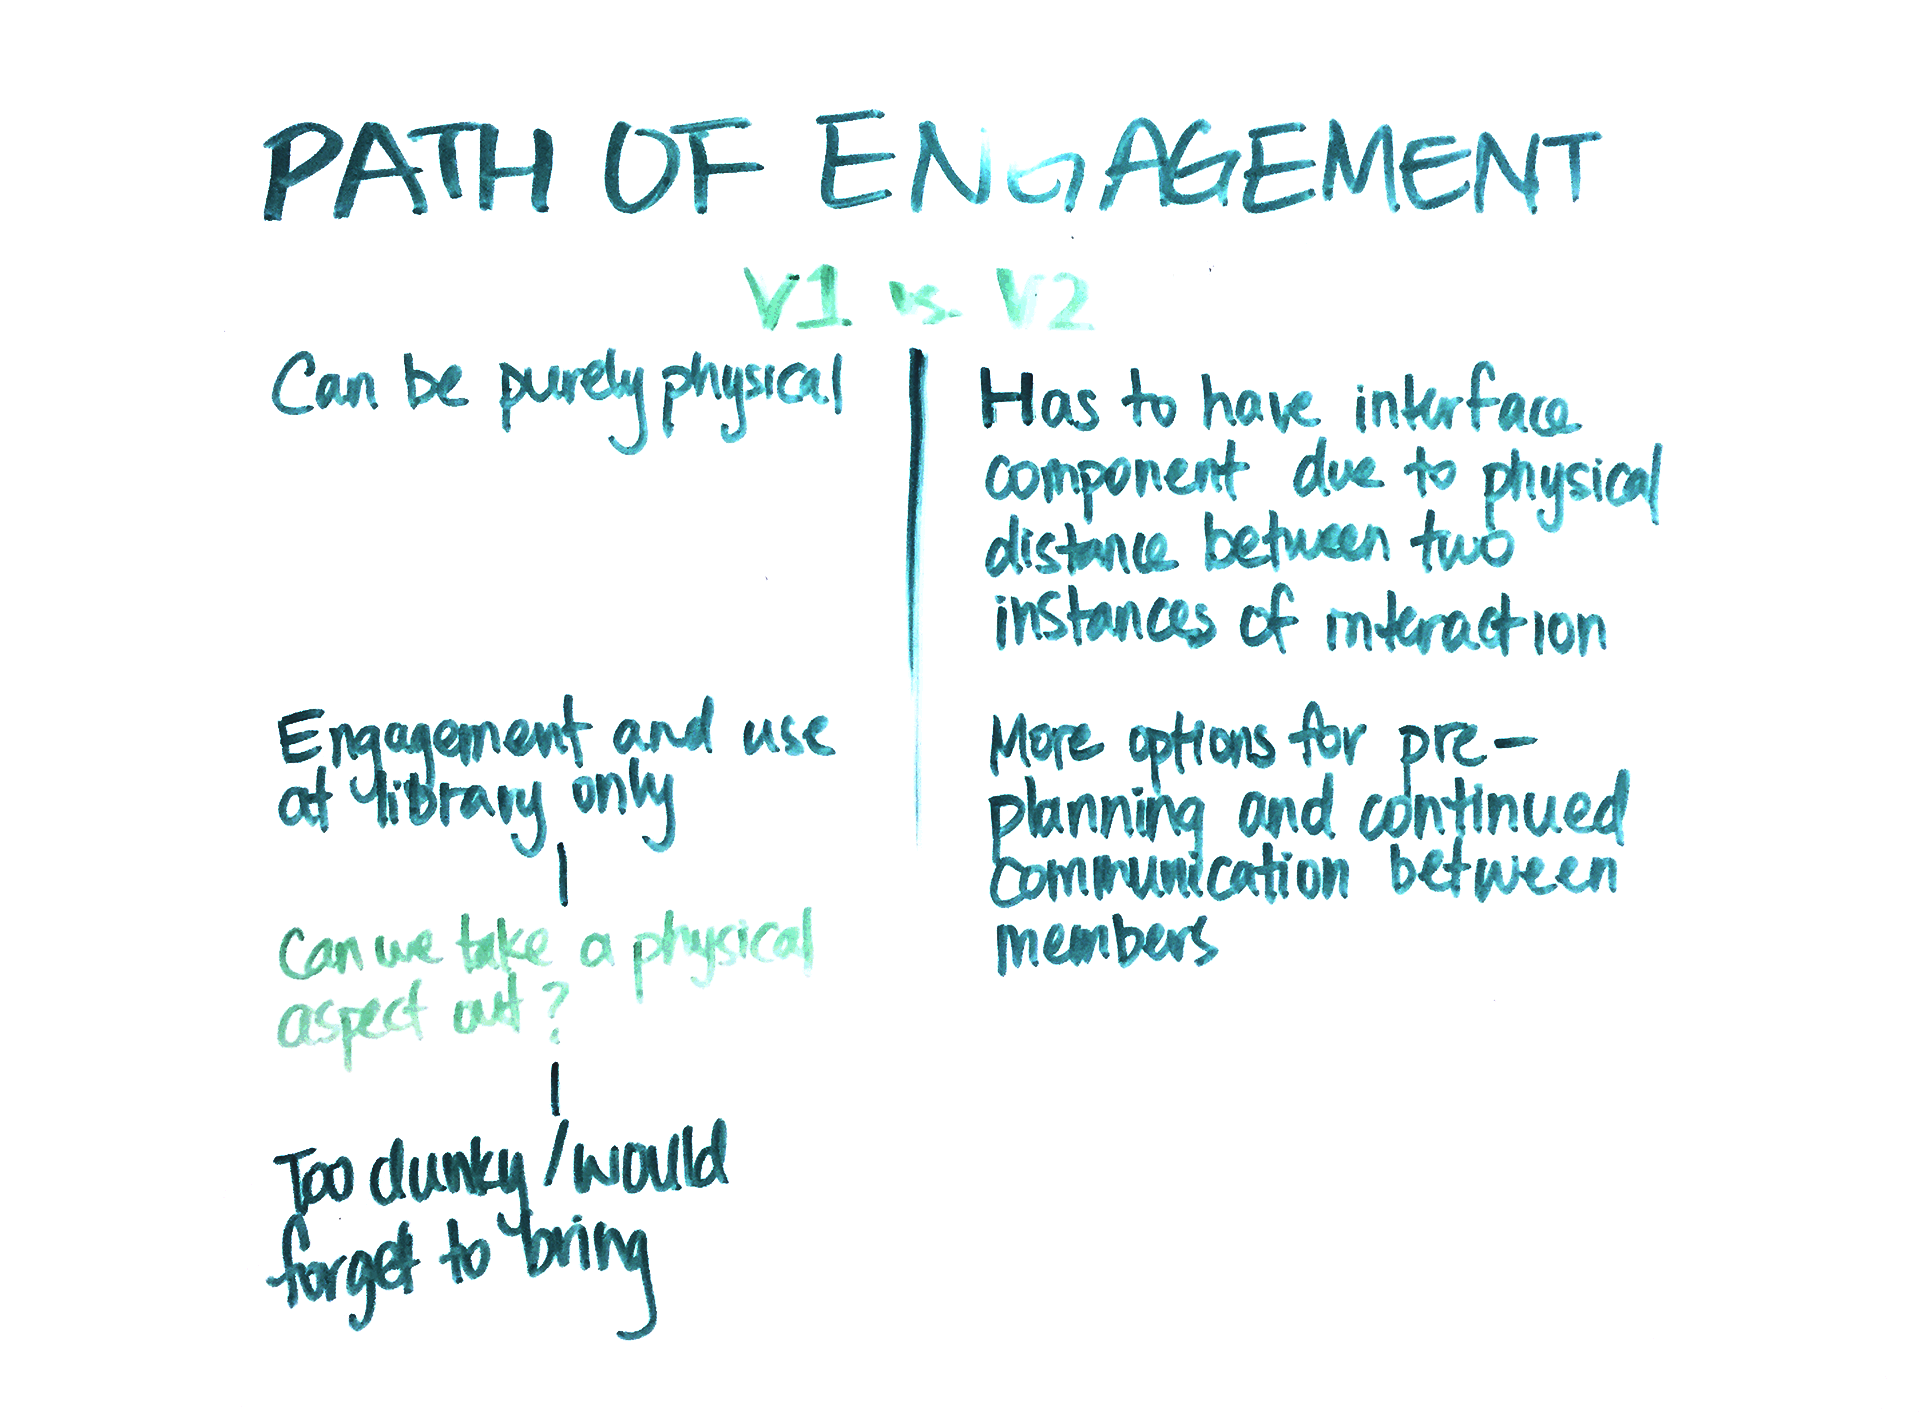 PATH OF ENGAGEMENT
V1 vs. V2
Can be purely physical
Engagement and use
at library only
Can we take a physical
aspect out?
Too clunky / would
forget to bring
Has to have interface
component due to physical
distance between two
instances of interaction
More options for pre-
planning and continued
communication between
members